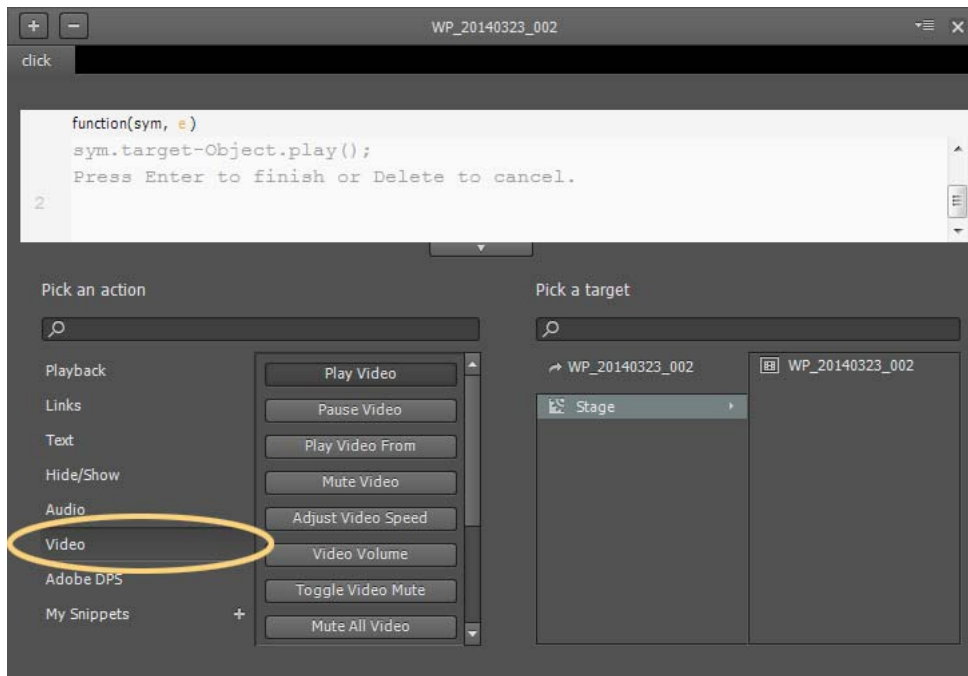 + − WP_20140323_002 x
click
function(sym, e)
sym.target-Object.play();
Press Enter to finish or Delete to cancel.
2
Pick an action
Playback
Links
Text
Hide/Show
Audio
Video
Adobe DPS
My Snippets +
Play Video
Pause Video
Play Video From
Mute Video
Adjust Video Speed
Video Volume
Toggle Video Mute
Mute All Video
Pick a target
WP_20140323_002
Stage
WP_20140323_002